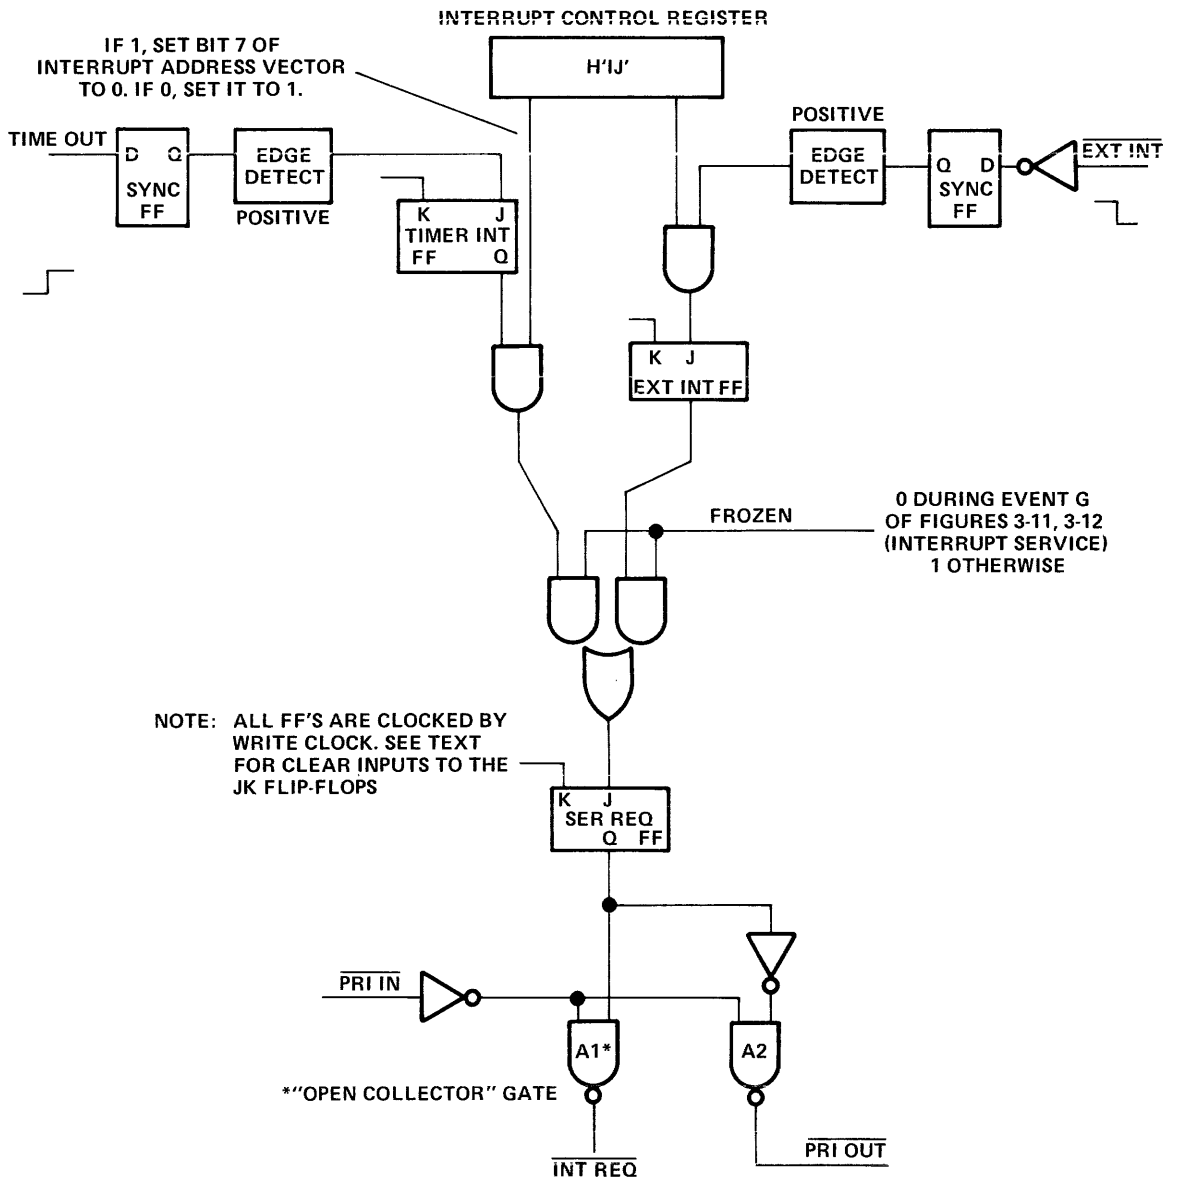 INTERRUPT CONTROL REGISTER
H'IJ'
IF 1, SET BIT 7 OF
INTERRUPT ADDRESS VECTOR
TO 0. IF 0, SET IT TO 1.
TIME OUT
D Q
SYNC
FF
EDGE
DETECT
POSITIVE
K J
TIMER INT
FF Q
POSITIVE
EDGE
DETECT
Q D
SYNC
FF
EXT INT
K J
EXT INT FF
FROZEN
0 DURING EVENT G
OF FIGURES 3-11, 3-12
(INTERRUPT SERVICE)
1 OTHERWISE
NOTE: ALL FF'S ARE CLOCKED BY
WRITE CLOCK. SEE TEXT
FOR CLEAR INPUTS TO THE
JK FLIP-FLOPS
K J
SER REQ
Q FF
PRI IN
A1*
A2
*"OPEN COLLECTOR" GATE
INT REQ
PRI OUT